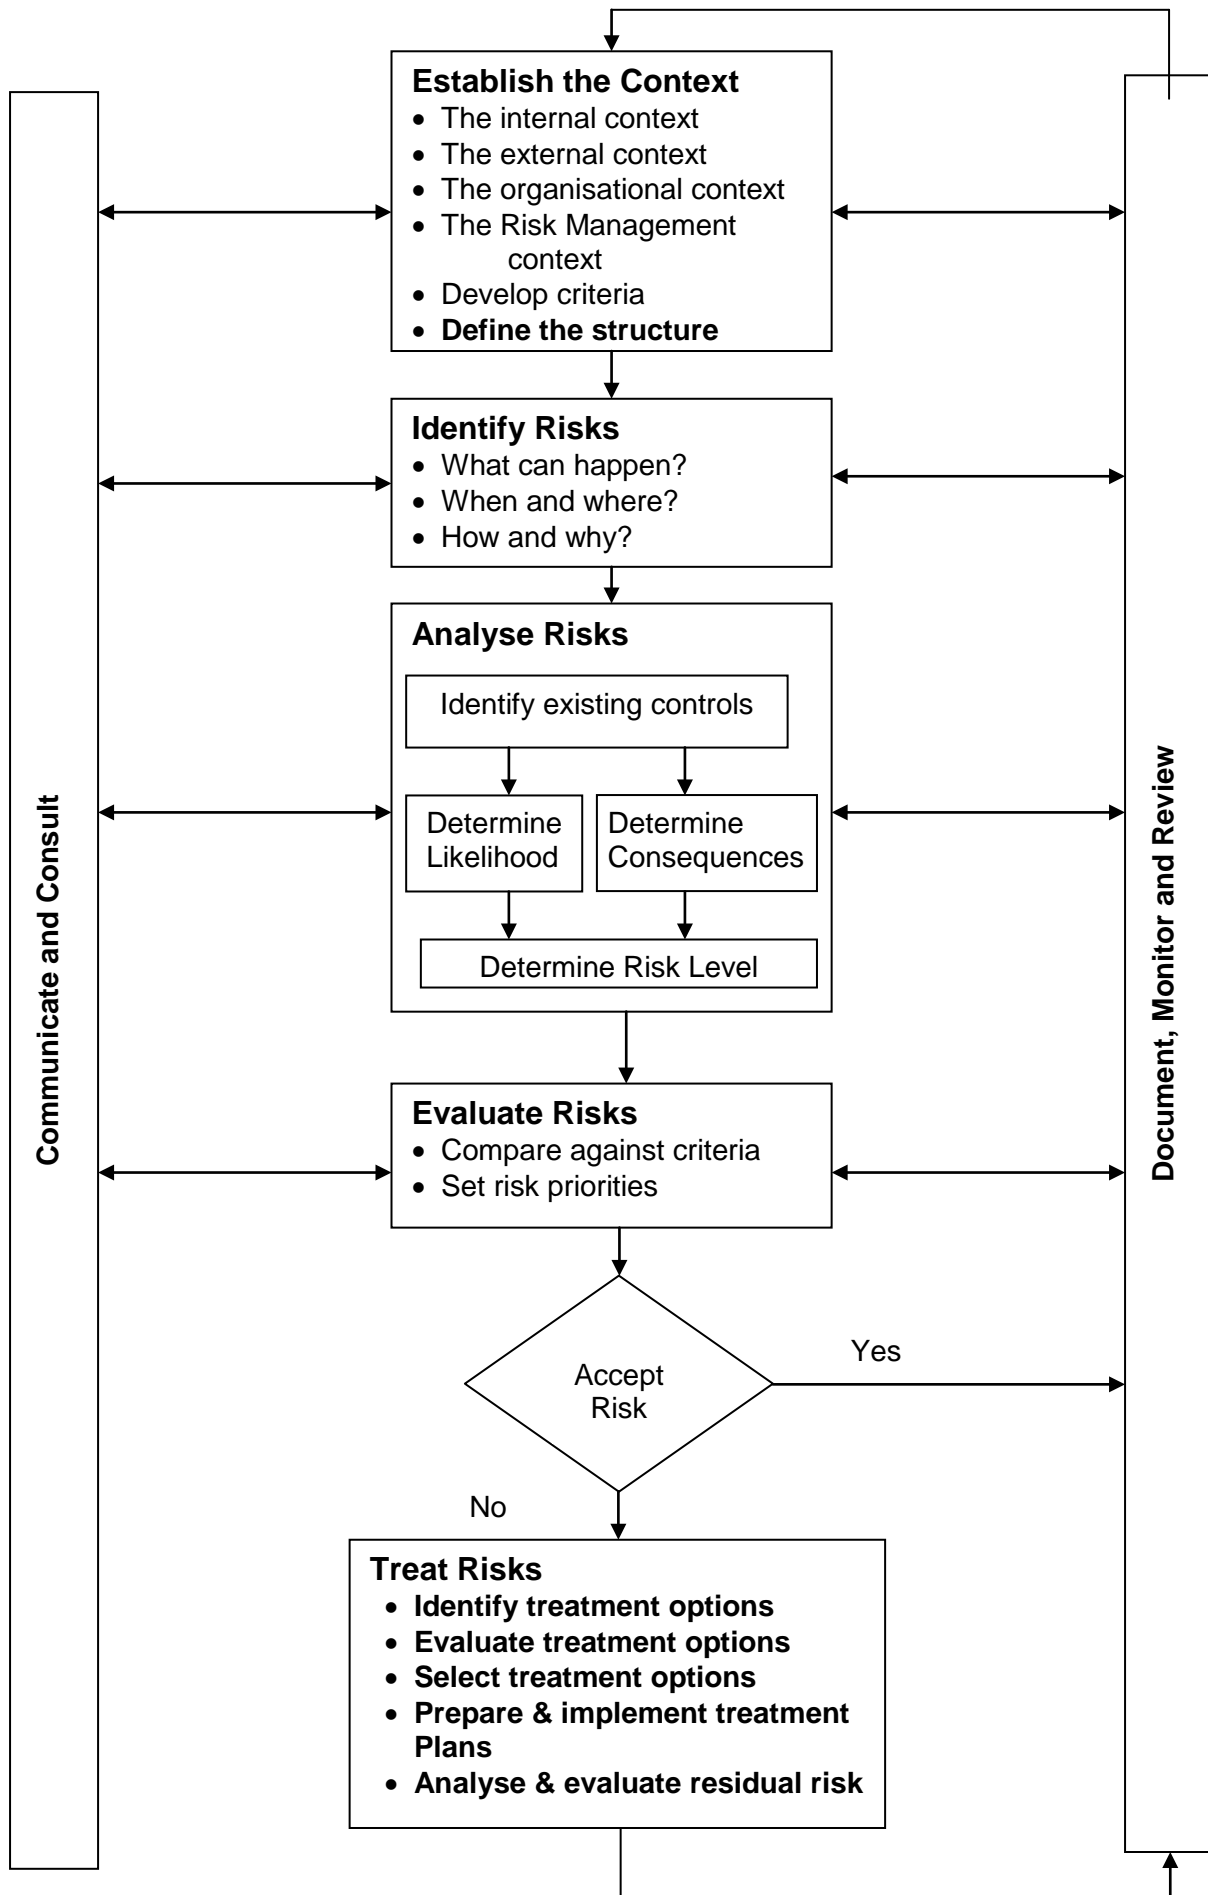 Establish the Context
• The internal context
• The external context
• The organisational context
• The Risk Management
context
• Develop criteria
• Define the structure
Identify Risks
• What can happen?
• When and where?
• How and why?
Analyse Risks
Identify existing controls
Determine
Likelihood
Determine
Consequences
Determine Risk Level
Communicate and Consult
Document, Monitor and Review
Evaluate Risks
• Compare against criteria
• Set risk priorities
Accept
Risk
Yes
No
Treat Risks
• Identify treatment options
• Evaluate treatment options
• Select treatment options
• Prepare & implement treatment
Plans
• Analyse & evaluate residual risk